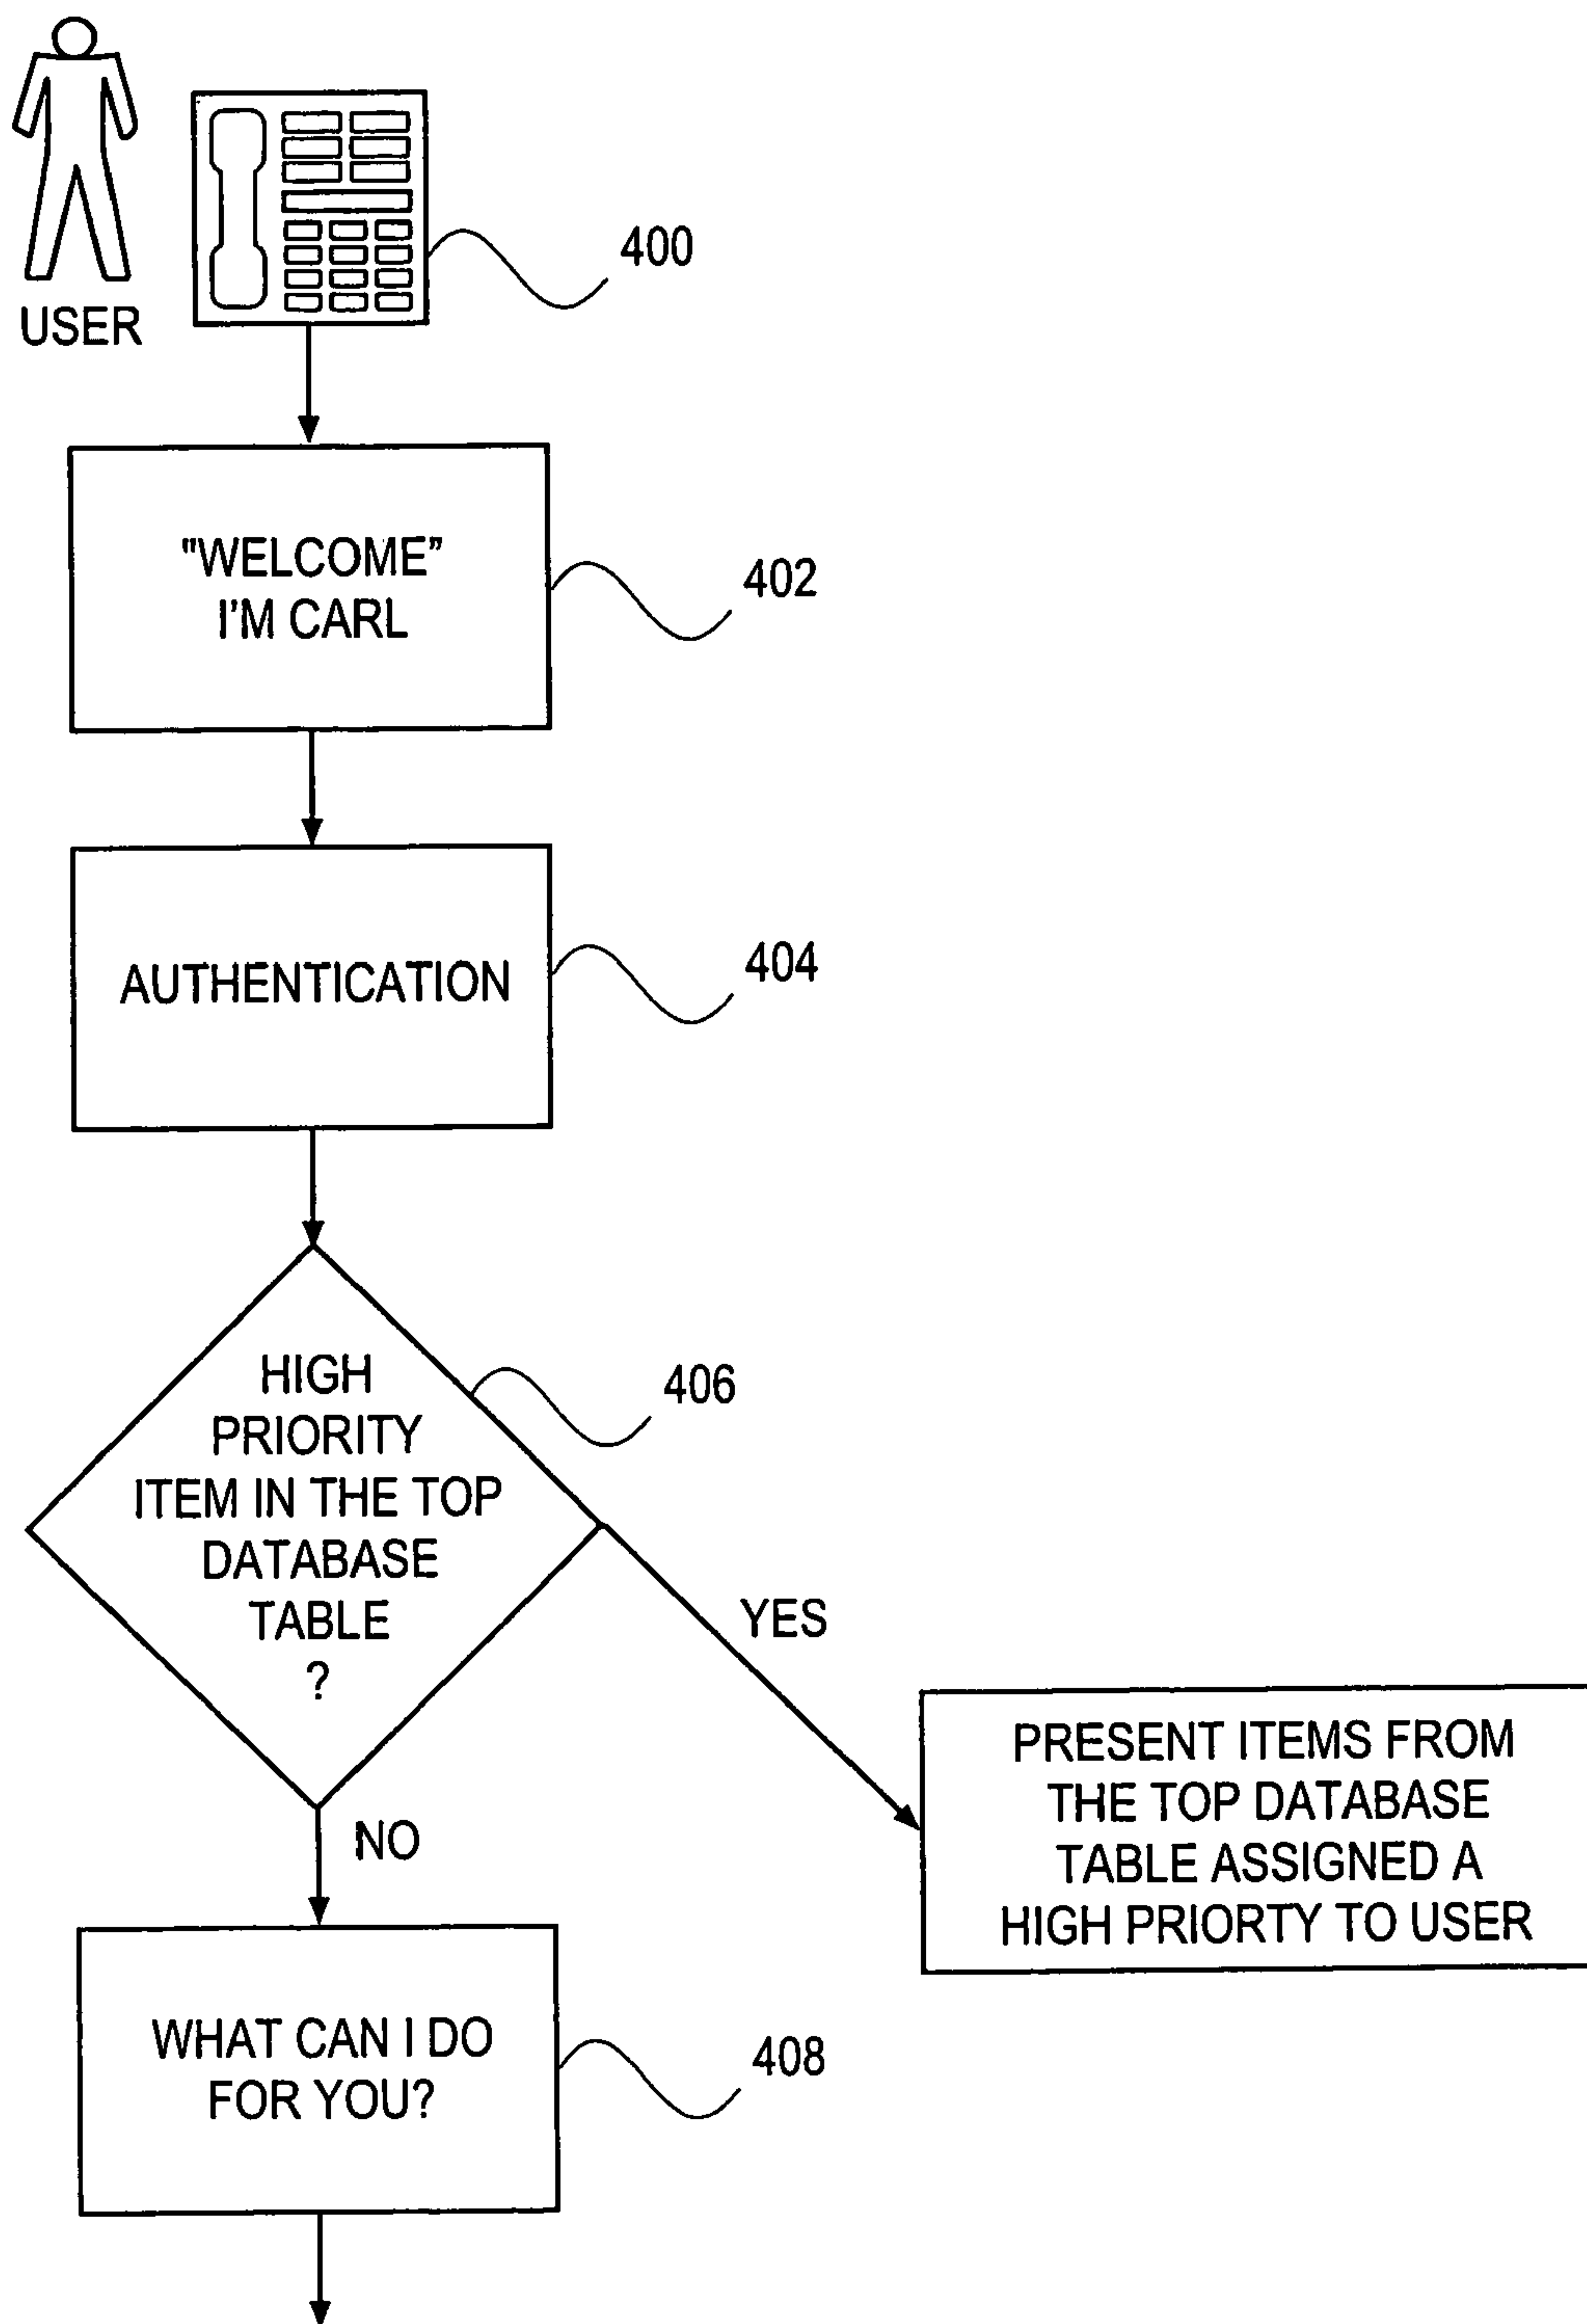 USER
400
"WELCOME”
I'M CARL
402
AUTHENTICATION
404
HIGH
PRIORITY
ITEM IN THE TOP
DATABASE
TABLE
?
406
YES
PRESENT ITEMS FROM
THE TOP DATABASE
TABLE ASSIGNED A
HIGH PRIORTY TO USER
NO
WHAT CAN I DO
FOR YOU?
408